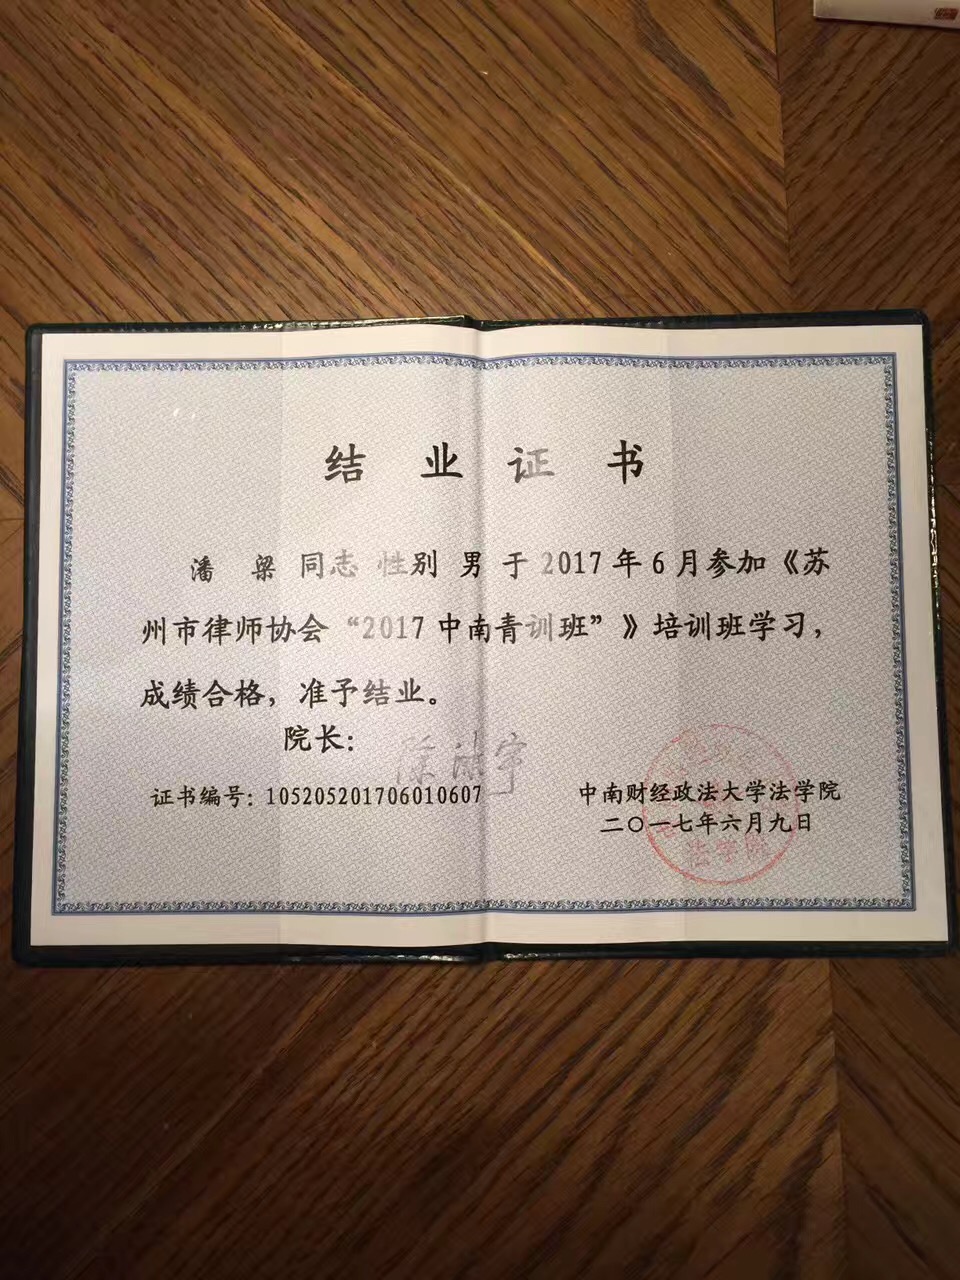 结业证书
潘 梁 同志 性别 男 于 2017 年 6 月参加《苏
州市律师协会“2017 中南青训班”》培训班学习，
成绩合格，准予结业。
院长：
证书编号：105205201706010607
中南财经政法大学法学院
二〇一七年六月九日
法学院